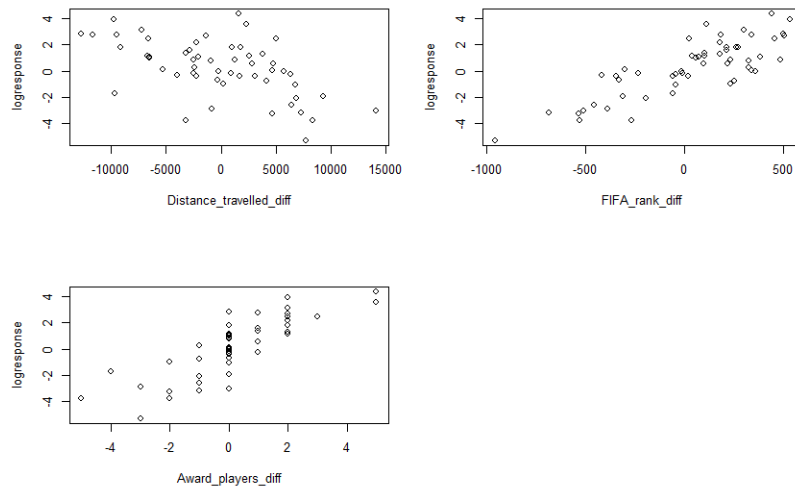 logresponse
4
2
0
-2
-4
-10000 -5000 0 5000 10000 15000
Distance_travelled_diff
logresponse
4
2
0
-2
-4
-1000 -500 0 500
FIFA_rank_diff
logresponse
4
2
0
-2
-4
-4 -2 0 2 4
Award_players_diff